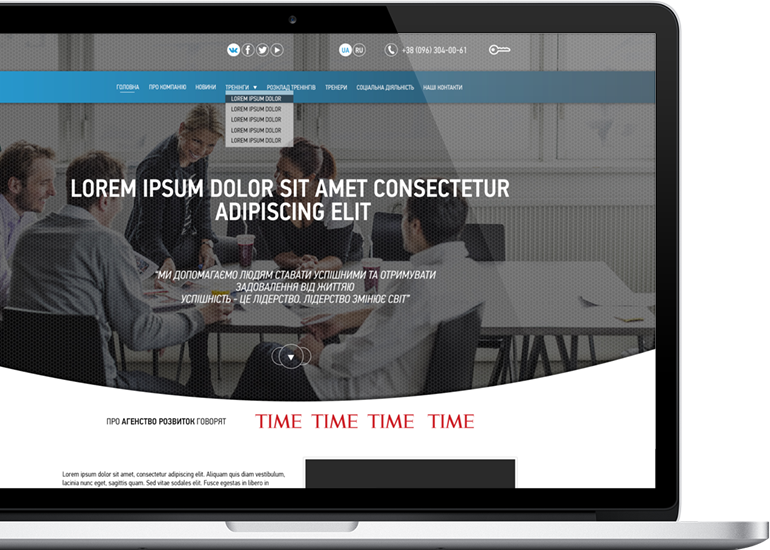 UA RU +38 (096) 304-00-61
ГОЛОВНА ПРО КОМПАНІЮ НОВИНИ ТРЕНІНГИ РОЗКЛАД ТРЕНІНГІВ ТРЕНЕРИ СОЦІАЛЬНА ДІЯЛЬНІСТЬ НАШІ КОНТАКТИ
LOREM IPSUM DOLOR
LOREM IPSUM DOLOR
LOREM IPSUM DOLOR
LOREM IPSUM DOLOR
LOREM IPSUM DOLOR
LOREM IPSUM DOLOR SIT AMET CONSECTETUR
ADIPISCING ELIT
"МИ ДОПОМАГАЄМО ЛЮДЯМ СТАВАТИ УСПІШНИМИ ТА ОТРИМУВАТИ
ЗАДОВАЛЕННЯ ВІД ЖИТТЯЮ
УСПІШНІСТЬ - ЦЕ ЛІДЕРСТВО. ЛІДЕРСТВО ЗМІНЮЄ СВІТ"
ПРО АГЕНСТВО РОЗВИТОК ГОВОРЯТ TIME TIME TIME TIME
Lorem ipsum dolor sit amet, consectetur adipiscing elit. Aliquam quis diam vestibulum,
lacinia nunc eget, sagittis quam. Sed vitae sodales elit. Fusce egestas in libero in